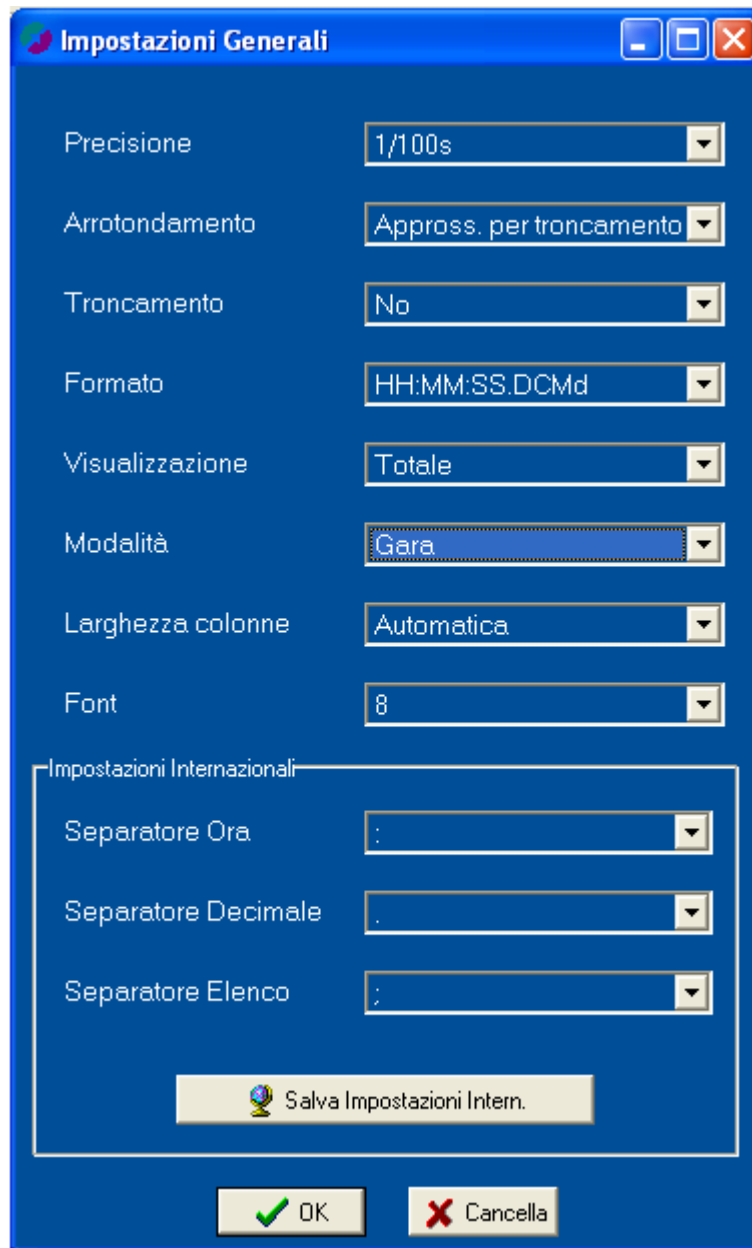 Impostazioni Generali
Precisione 1/100s
Arrotondamento Appross. per troncamento
Troncamento No
Formato HH:MM:SS.DCMd
Visualizzazione Totale
Modalità Gara
Larghezza colonne Automatica
Font 8
Impostazioni Internazionali
Separatore Ora :
Separatore Decimale .
Separatore Elenco ;
Salva Impostazioni Intern.
OK Cancella